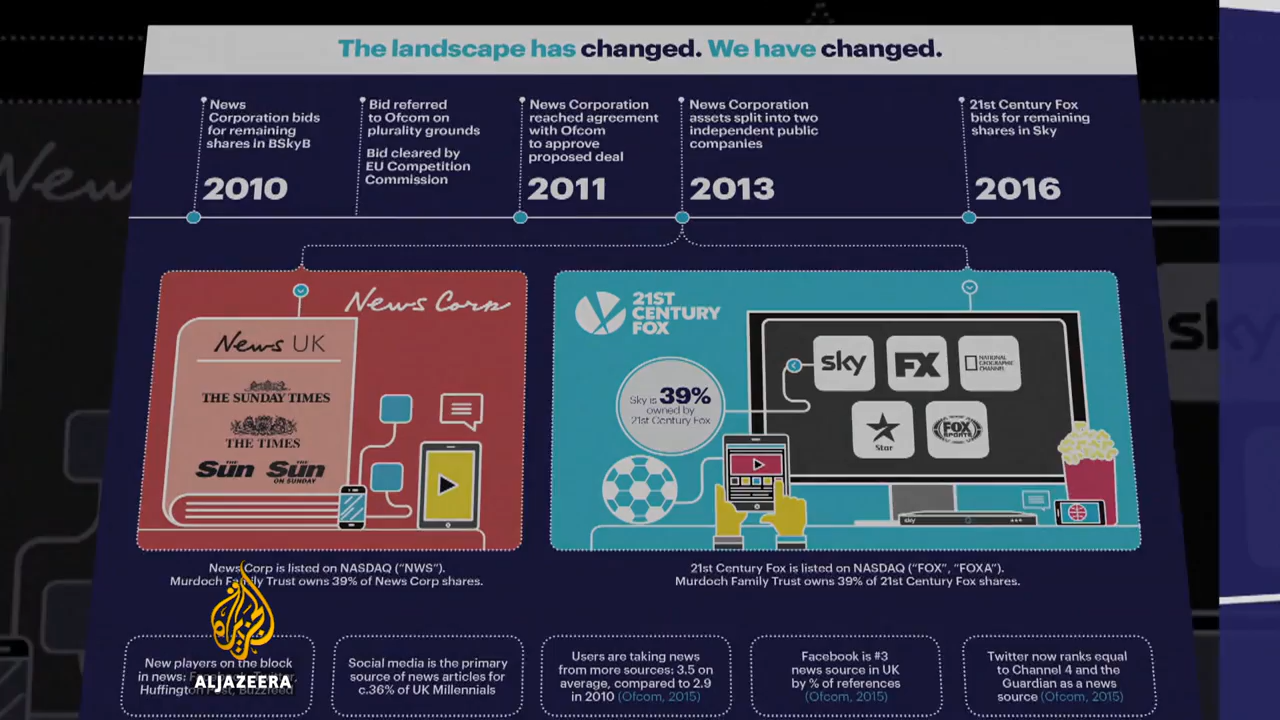 The landscape has changed. We have changed.
News
Corporation bids
for remaining
shares in BSkyB
2010
Bid referred
to Ofcom on
plurality grounds
Bid cleared by
EU Competition
Commission
News Corporation
reached agreement
with Ofcom
to approve
proposed deal
2011
News Corporation
assets split into two
independent public
companies
2013
21st Century Fox
bids for remaining
shares in Sky
2016
News Corp
News UK
THE SUNDAY TIMES
THE TIMES
THE Sun THE Sun
ON SUNDAY
21ST
CENTURY
FOX
Sky is 39%
owned by
21st Century Fox
sky FX NATIONAL
GEOGRAPHIC
CHANNEL
Star FOX
SPORTS
sky
News Corp is listed on NASDAQ ("NWS").
Murdoch Family Trust owns 39% of News Corp shares.
21st Century Fox is listed on NASDAQ ("FOX", "FOXA").
Murdoch Family Trust owns 39% of 21st Century Fox shares.
New players on the block
in news:
Huffington Post, Buzzfeed
Social media is the primary
source of news articles for
c.36% of UK Millennials
Users are taking news
from more sources: 3.5 on
average, compared to 2.9
in 2010 (Ofcom, 2015)
Facebook is #3
news source in UK
by % of references
(Ofcom, 2015)
Twitter now ranks equal
to Channel 4 and the
Guardian as a news
source (Ofcom, 2015)
الجزيرة
ALJAZEERA
New
sky